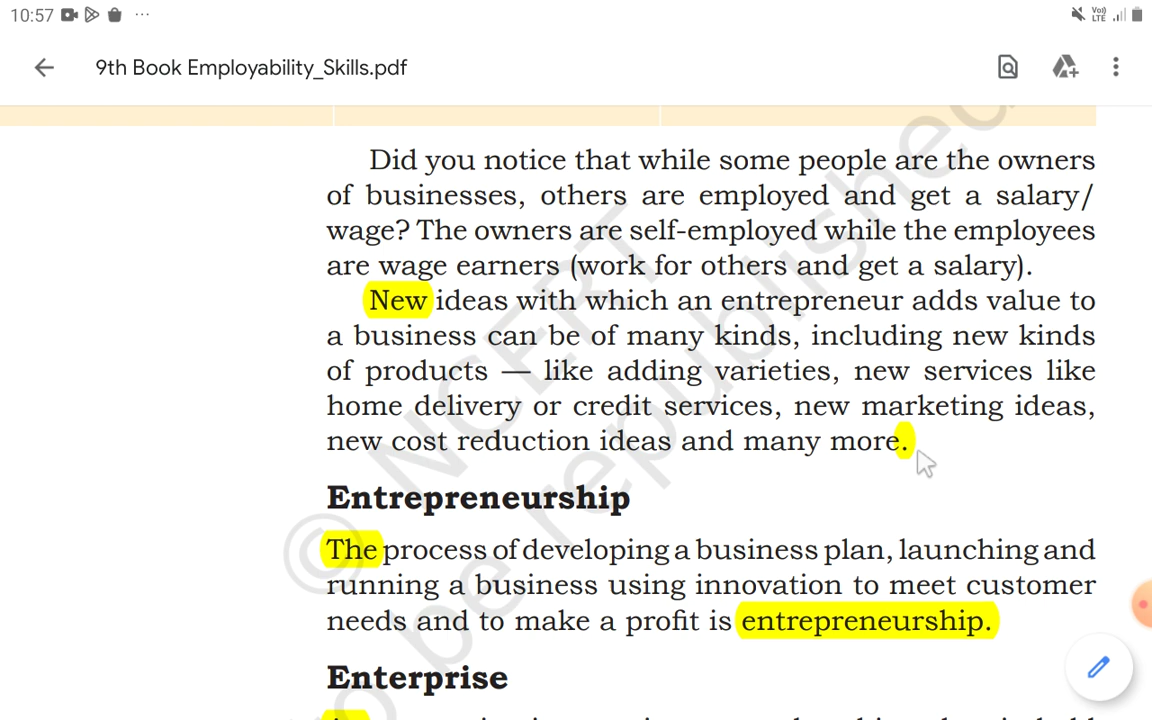 10:57
Vo)) LTE
9th Book Employability_Skills.pdf
Did you notice that while some people are the owners
of businesses, others are employed and get a salary/
wage? The owners are self-employed while the employees
are wage earners (work for others and get a salary).
New ideas with which an entrepreneur adds value to
a business can be of many kinds, including new kinds
of products — like adding varieties, new services like
home delivery or credit services, new marketing ideas,
new cost reduction ideas and many more.
Entrepreneurship
The process of developing a business plan, launching and
running a business using innovation to meet customer
needs and to make a profit is entrepreneurship.
Enterprise
© NCERT
be republished